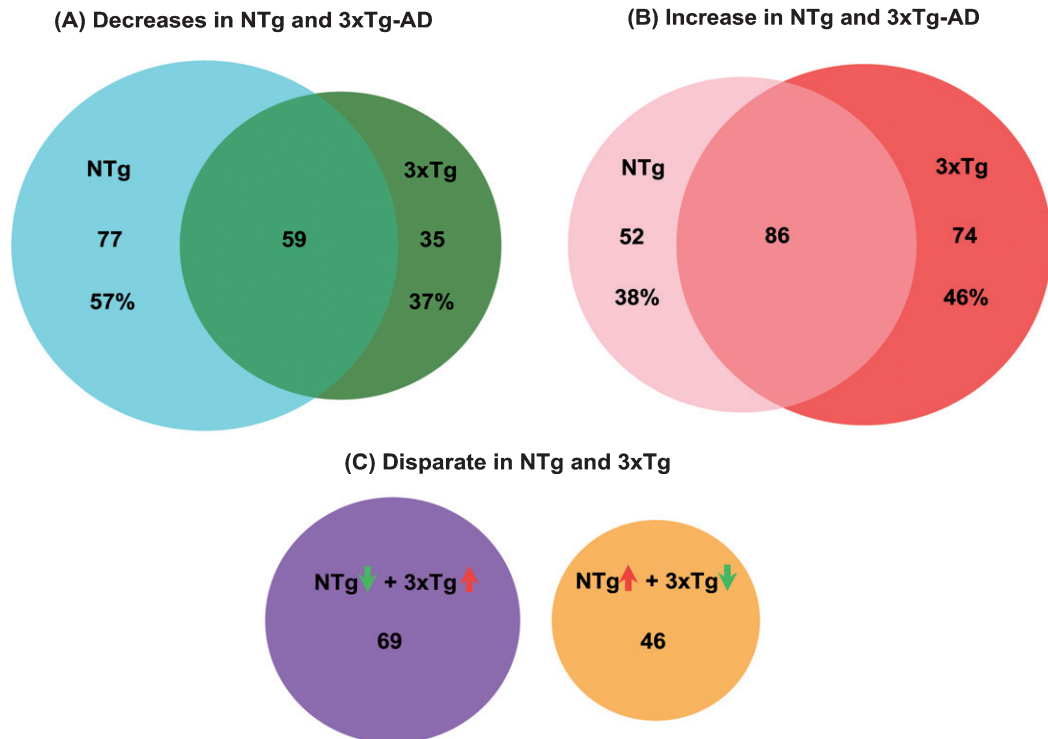 (A) Decreases in NTg and 3xTg-AD
NTg
77
57%
59
3xTg
35
37%
(B) Increase in NTg and 3xTg-AD
NTg
52
38%
86
3xTg
74
46%
(C) Disparate in NTg and 3xTg
NTg + 3xTg
69
NTg + 3xTg
46